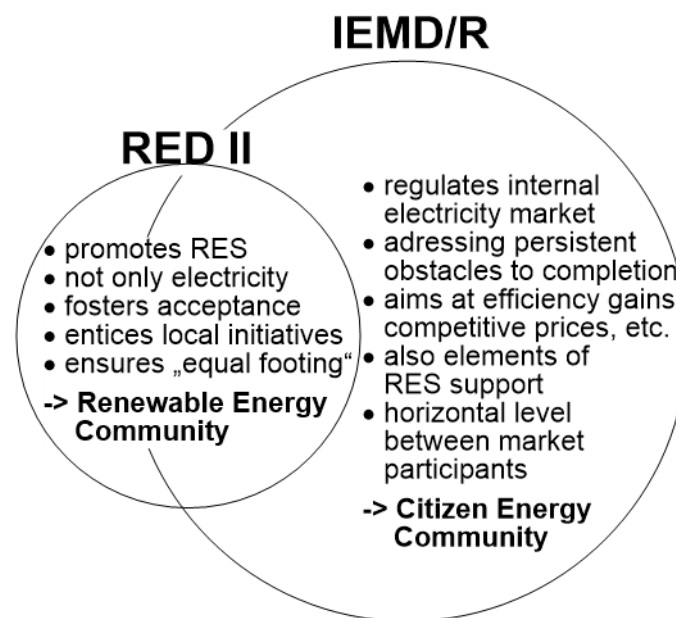 IEMD/R
RED II
• promotes RES
• not only electricity
• fosters acceptance
• entices local initiatives
• ensures „equal footing“
-> Renewable Energy
Community
• regulates internal
electricity market
• adressing persistent
obstacles to completion
• aims at efficiency gains,
competitive prices, etc.
• also elements of
RES support
• horizontal level
between market
participants
-> Citizen Energy
Community